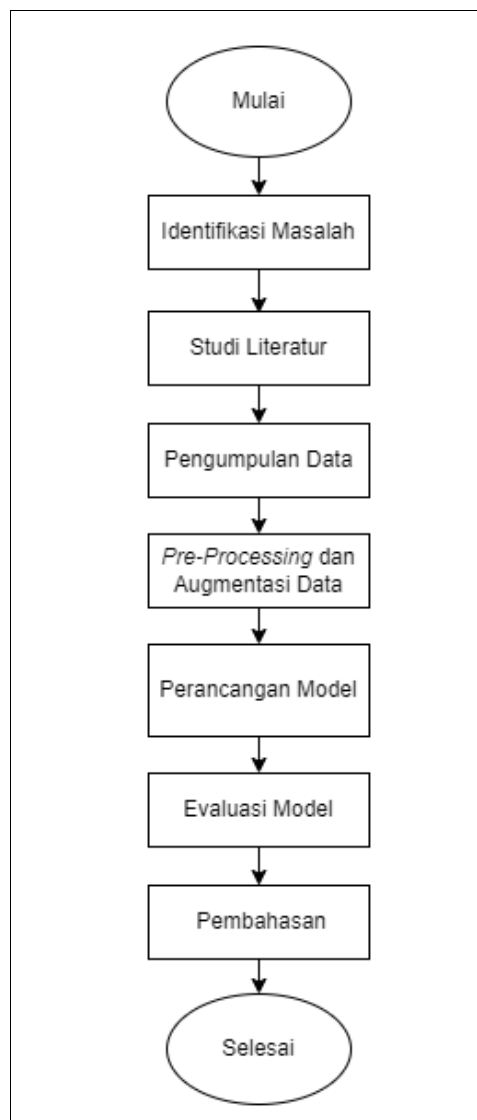 Mulai
Identifikasi Masalah
Studi Literatur
Pengumpulan Data
Pre-Processing dan
Augmentasi Data
Perancangan Model
Evaluasi Model
Pembahasan
Selesai